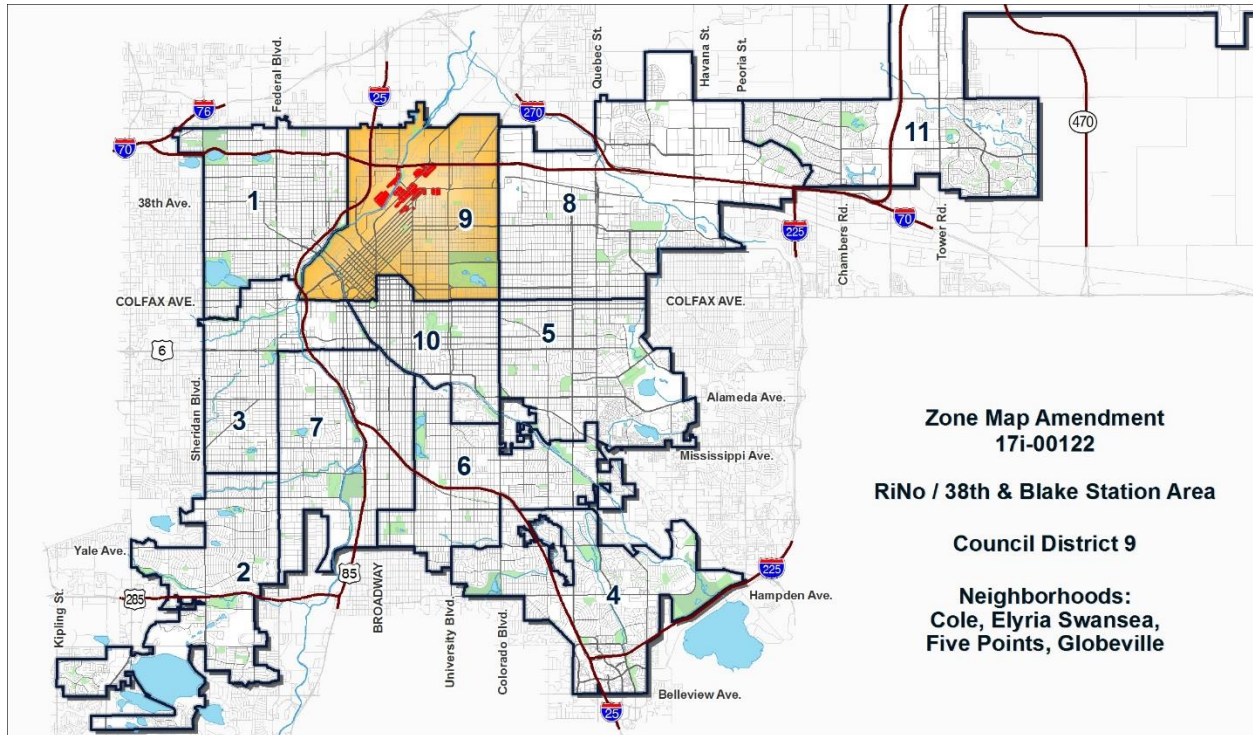 Federal Blvd.
Quebec St.
Havana St.
Peoria St.
25
76
270
470
70
11
1
38th Ave.
9
8
225
Chambers Rd.
70
Tower Rd.
COLFAX AVE.
COLFAX AVE.
6
10
5
Sheridan Blvd.
3
7
Alameda Ave.
Mississippi Ave.
6
Zone Map Amendment
17i-00122
RiNo / 38th & Blake Station Area
Council District 9
Neighborhoods:
Cole, Elyria Swansea,
Five Points, Globeville
Yale Ave.
2
85
BROADWAY
225
Kipling St.
285
University Blvd.
Colorado Blvd.
4
Hampden Ave.
Belleview Ave.
25